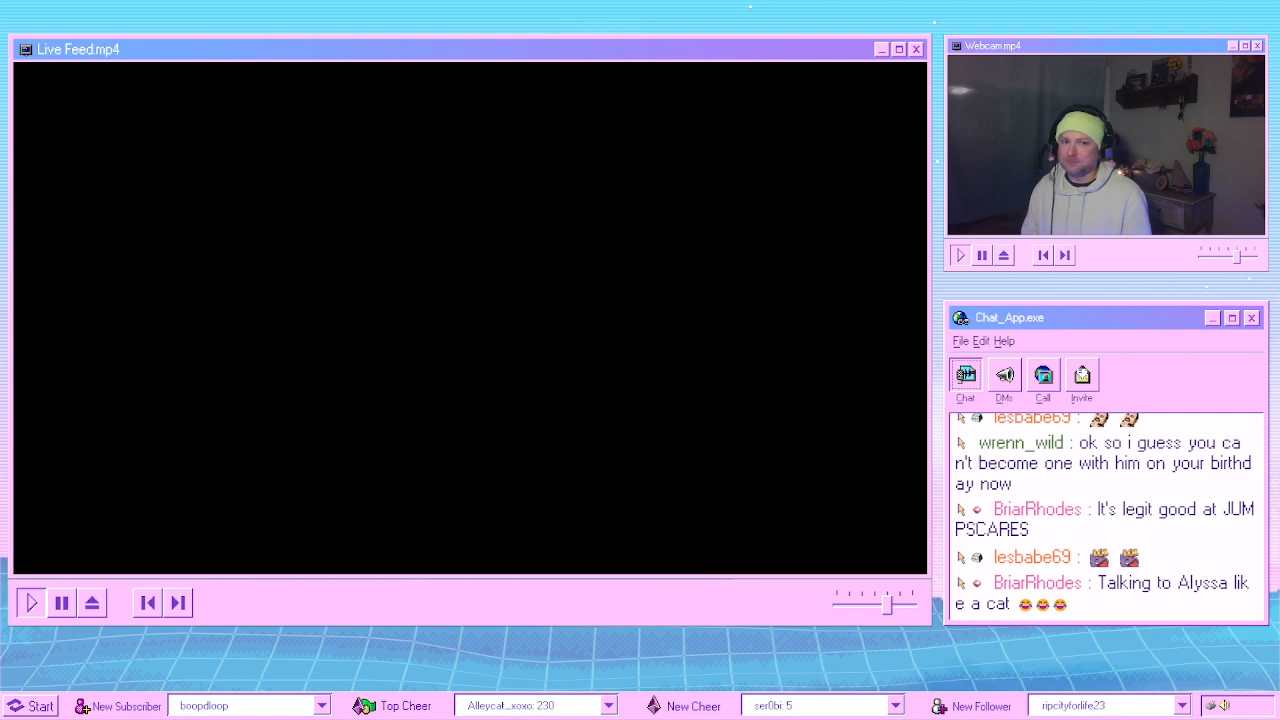 Live Feed.mp4
Webcam.mp4
Chat_App.exe
File Edit Help
Chat DMs Call Invite
lesbabe69 :
wrenn_wild : ok so i guess you ca
n't become one with him on your birthd
ay now
BriarRhodes : It's legit good at JUM
PSCARES
lesbabe69 :
BriarRhodes : Talking to Alyssa lik
e a cat
Start New Subscriber boopdloop Top Cheer Alleycat_xoxo: 230 New Cheer ser0bi: 5 New Follower ripcityforlife23